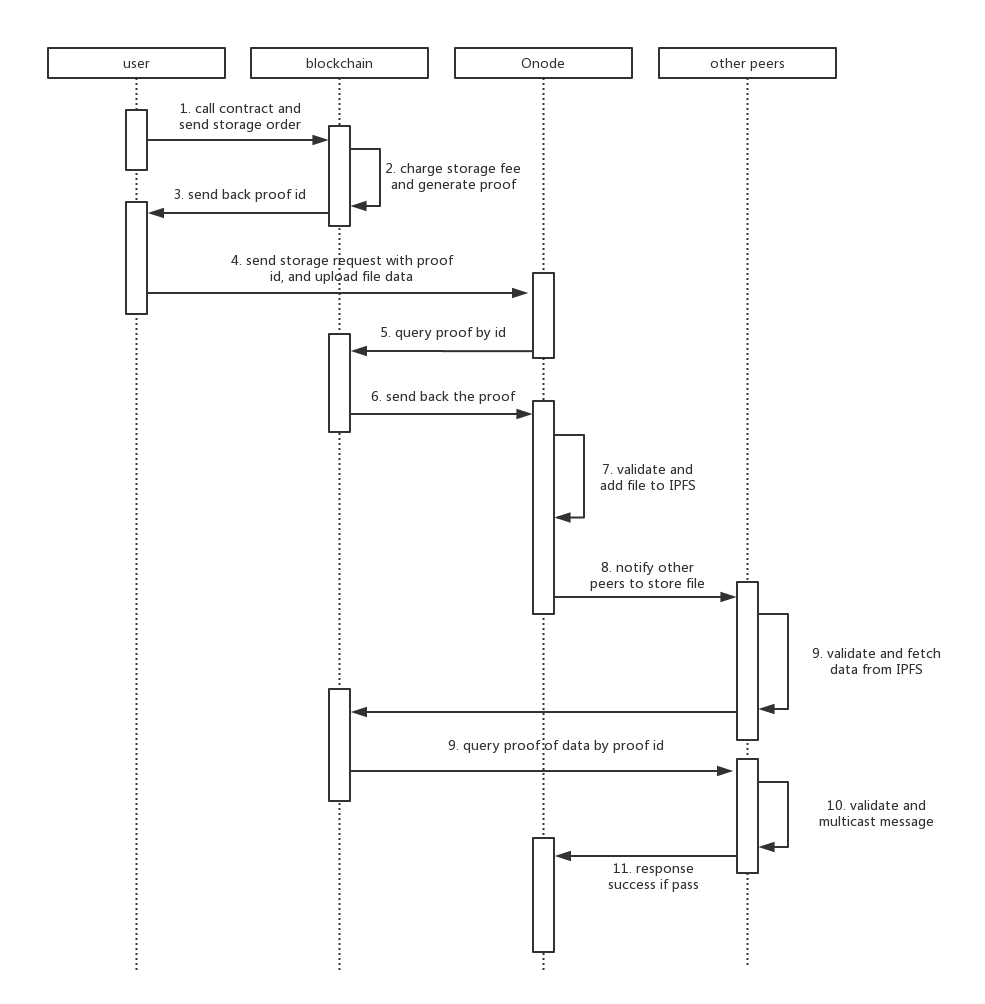 user
blockchain
Onode
other peers
1. call contract and
send storage order
2. charge storage fee
and generate proof
3. send back proof id
4. send storage request with proof
id, and upload file data
5. query proof by id
6. send back the proof
7. validate and
add file to IPFS
8. notify other
peers to store file
9. validate and fetch
data from IPFS
9. query proof of data by proof id
10. validate and
multicast message
11. response
success if pass